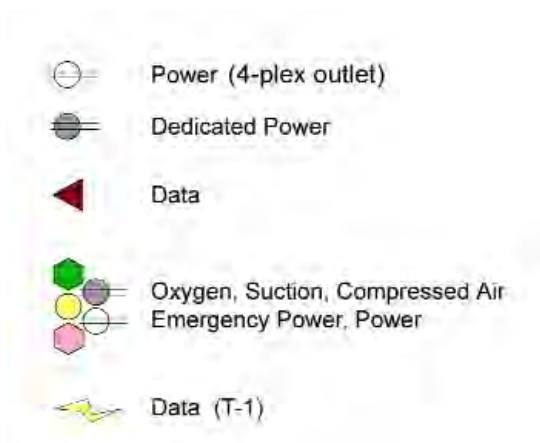 Power (4-plex outlet)
Dedicated Power
Data
Oxygen, Suction, Compressed Air
Emergency Power, Power
Data (T-1)